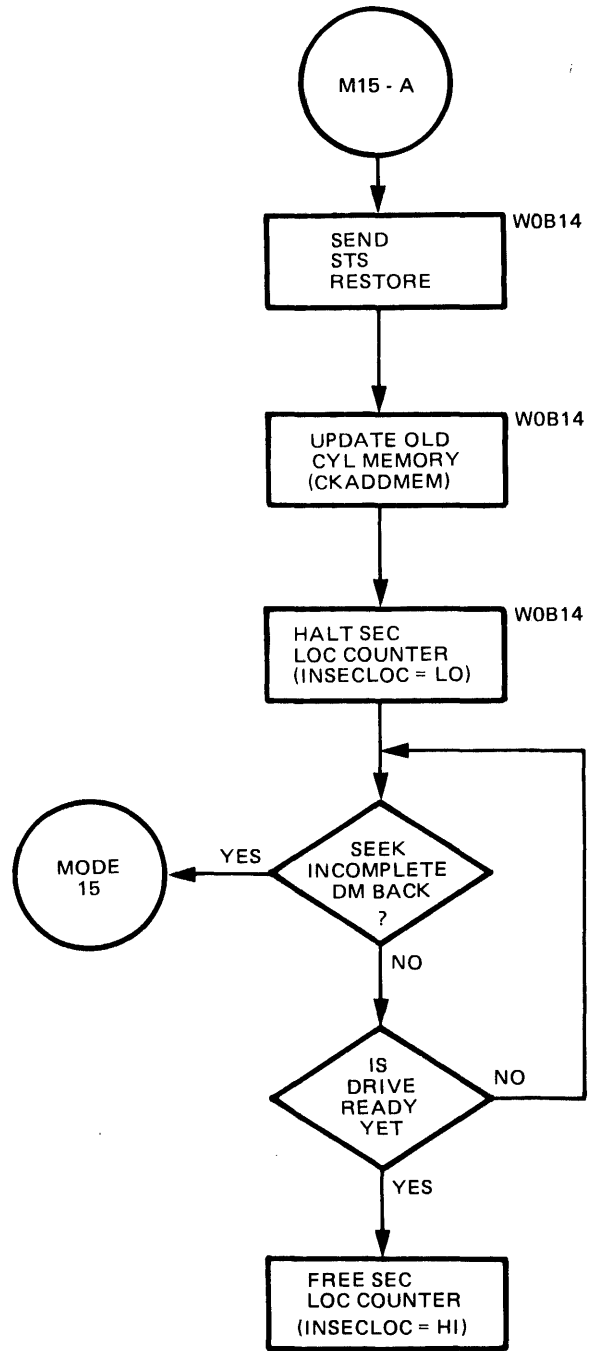 M15 - A
W0B14
SEND
STS
RESTORE
W0B14
UPDATE OLD
CYL MEMORY
(CKADDMEM)
W0B14
HALT SEC
LOC COUNTER
(INSECLOC = LO)
MODE
15
YES
SEEK
INCOMPLETE
DM BACK
?
NO
IS
DRIVE
READY
YET
NO
YES
FREE SEC
LOC COUNTER
(INSECLOC = HI)